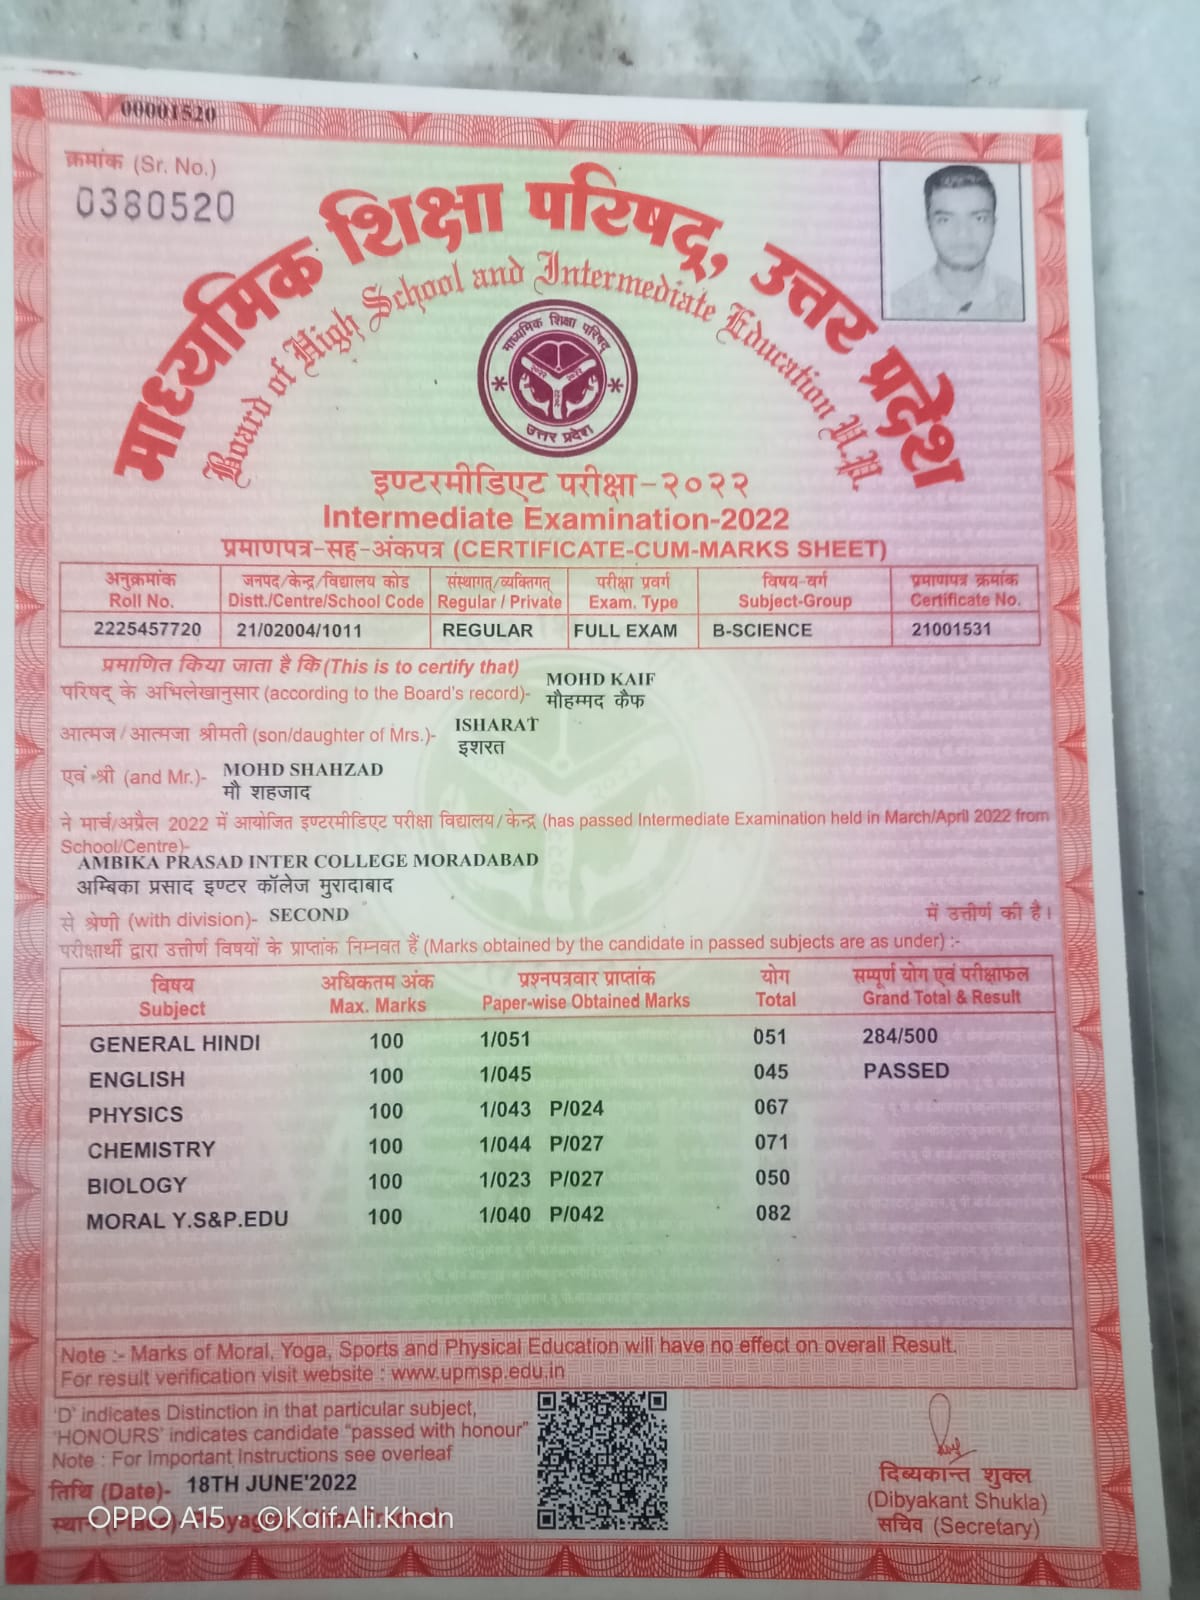 00001520
क्रमांक (Sr. No.)
0380520
माध्यमिक शिक्षा परिषद्, उत्तर प्रदेश
Board of High School and Intermediate Education U.P.
माध्यमिक शिक्षा परिषद्
उत्तर प्रदेश
इण्टरमीडिएट परीक्षा-२०२२
Intermediate Examination-2022
प्रमाणपत्र-सह-अंकपत्र (CERTIFICATE-CUM-MARKS SHEET)
अनुक्रमांक जनपद/केन्द्र/विद्यालय कोड संस्थागत/व्यक्तिगत परीक्षा प्रवर्ग विषय-वर्ग प्रमाणपत्र क्रमांक
Roll No. Distt./Centre/School Code Regular / Private Exam. Type Subject-Group Certificate No.
2225457720 21/02004/1011 REGULAR FULL EXAM B-SCIENCE 21001531
प्रमाणित किया जाता है कि (This is to certify that)
परिषद् के अभिलेखानुसार (according to the Board's record)- MOHD KAIF
मौहम्मद कैफ
आत्मज/आत्मजा श्रीमती (son/daughter of Mrs.)- ISHARAT
इशरत
एवं श्री (and Mr.)- MOHD SHAHZAD
मौ शहजाद
ने मार्च/अप्रैल 2022 में आयोजित इण्टरमीडिएट परीक्षा विद्यालय/केन्द्र (has passed Intermediate Examination held in March/April 2022 from
School/Centre)-
AMBIKA PRASAD INTER COLLEGE MORADABAD
अम्बिका प्रसाद इण्टर कॉलेज मुरादाबाद
से श्रेणी (with division)- SECOND में उत्तीर्ण की है।
परीक्षार्थी द्वारा उत्तीर्ण विषयों के प्राप्तांक निम्नवत हैं (Marks obtained by the candidate in passed subjects are as under) :-
विषय अधिकतम अंक प्रश्नपत्रवार प्राप्तांक योग सम्पूर्ण योग एवं परीक्षाफल
Subject Max. Marks Paper-wise Obtained Marks Total Grand Total & Result
GENERAL HINDI 100 1/051 051 284/500
ENGLISH 100 1/045 045 PASSED
PHYSICS 100 1/043 P/024 067
CHEMISTRY 100 1/044 P/027 071
BIOLOGY 100 1/023 P/027 050
MORAL Y.S&P.EDU 100 1/040 P/042 082
Note :- Marks of Moral, Yoga, Sports and Physical Education will have no effect on overall Result.
For result verification visit website : www.upmsp.edu.in
'D' indicates Distinction in that particular subject,
'HONOURS' indicates candidate "passed with honour"
Note : For Important Instructions see overleaf
तिथि (Date)- 18TH JUNE'2022
स्थान
OPPO A15 · ©Kaif.Ali.Khan
दिब्यकान्त शुक्ल
(Dibyakant Shukla)
सचिव (Secretary)